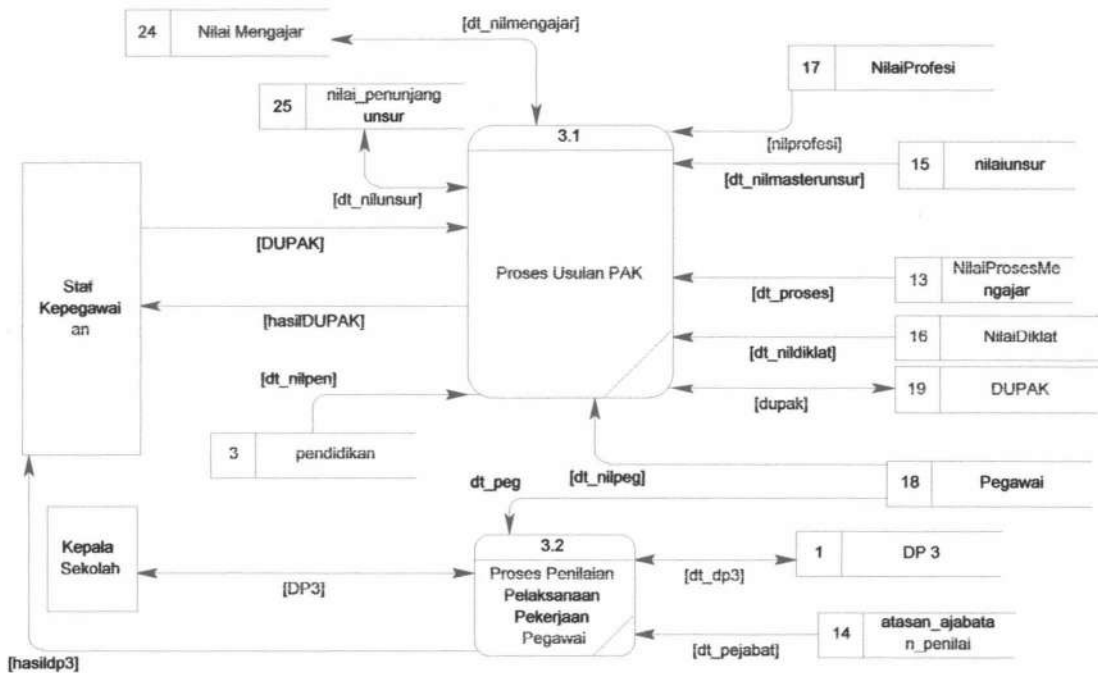 24 Nilai Mengajar
[dt_nilmengajar]
17 NilaiProfesi
25 nilai_penunjang
unsur
3.1
[nilprofesi]
15 nilaiunsur
[dt_nilmasterunsur]
[dt_nilunsur]
[DUPAK]
Staf
Kepegawai
an
Proses Usulan PAK
13 NilaiProsesMe
ngajar
[dt_proses]
[hasilDUPAK]
16 NilaiDiklat
[dt_nildiklat]
[dt_nilpen]
19 DUPAK
[dupak]
3 pendidikan
dt_peg
[dt_nilpeg]
18 Pegawai
Kepala
Sekolah
[DP3]
3.2
Proses Penilaian
Pelaksanaan
Pekerjaan
Pegawai
1 DP 3
[dt_dp3]
14 atasan_ajabata
n_penilai
[dt_pejabat]
[hasildp3]